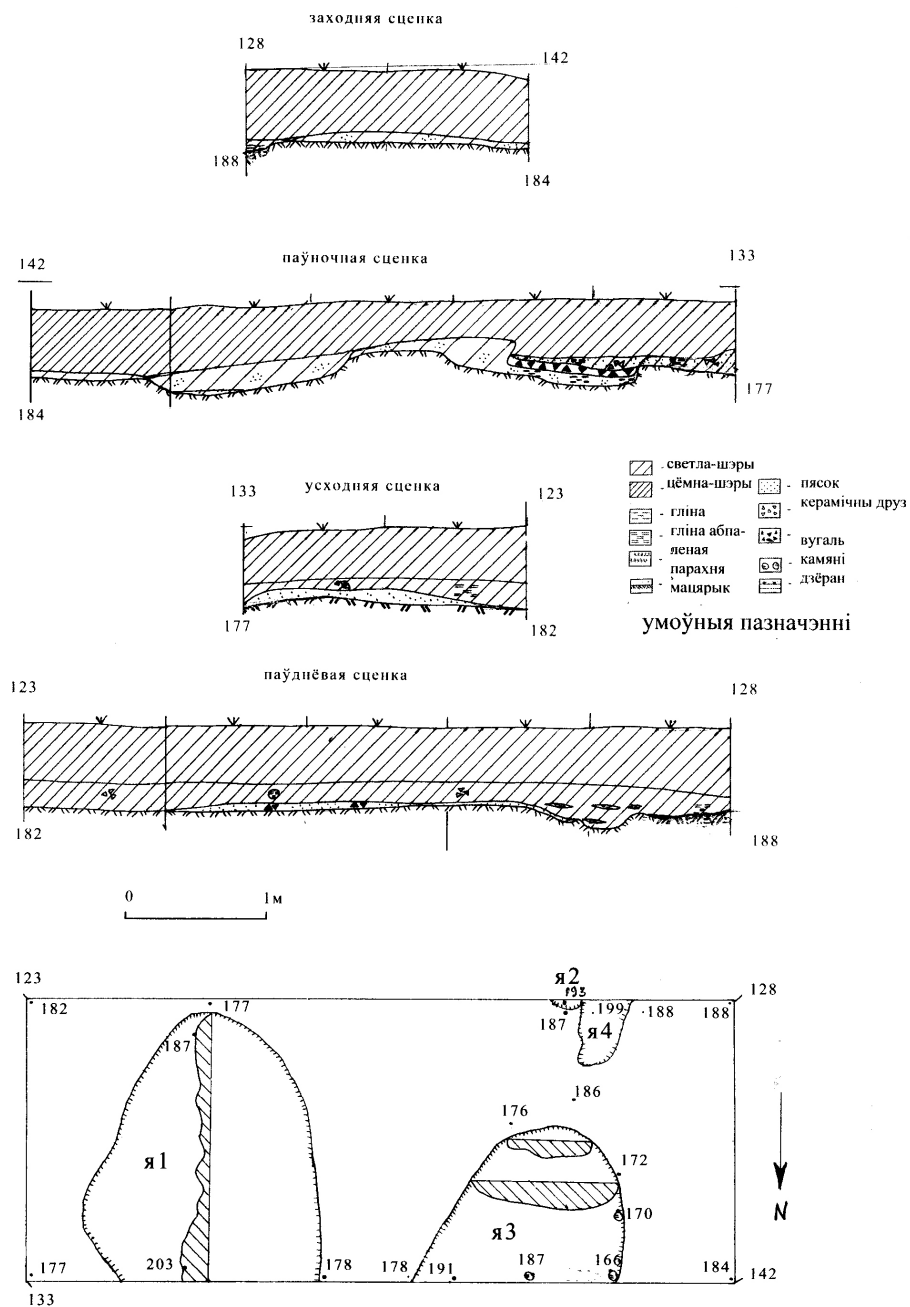 заходняя сценка
128
142
188
184
паўночная сценка
142
133
184
177
усходняя сценка
133
123
177
182
- светла-шэры
- цёмна-шэры
- гліна
- гліна абпа-
леная
парахня
- мацярык
- пясок
керамічны друз
- вугаль
- камяні
- дзёран
умоўныя пазначэнні
паўднёвая сценка
123
128
182
188
0 1м
123
я2
128
182
177
193
187
199
188
188
187
я4
186
176
я1
172
170
я3
N
177
203
178
178
191
187
166
184
133
142